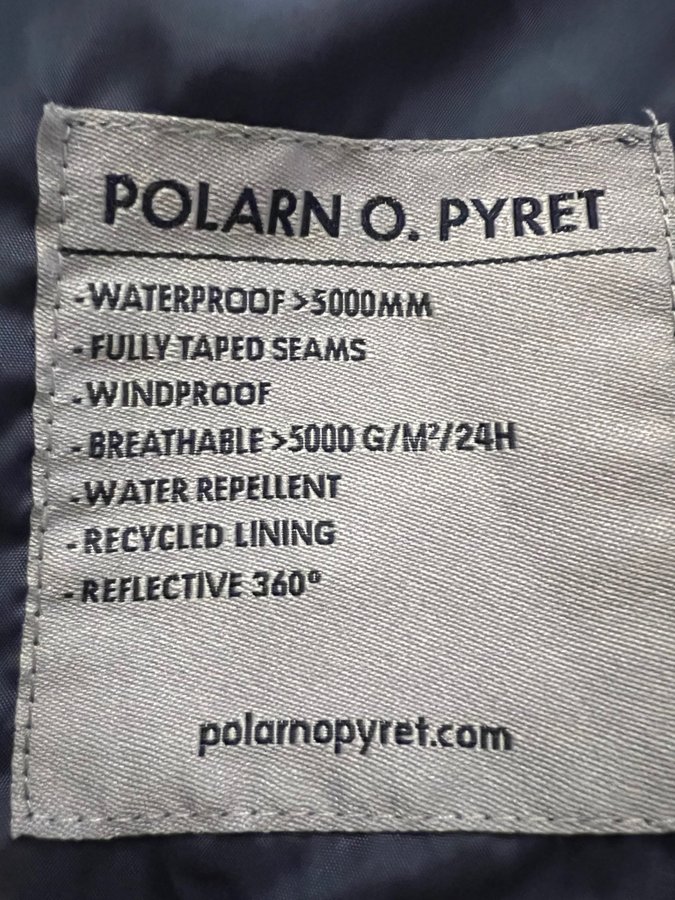 POLARN O. PYRET
-WATERPROOF >5000MM
-FULLY TAPED SEAMS
-WINDPROOF
-BREATHABLE >5000 G/M²/24H
-WATER REPELLENT
-RECYCLED LINING
-REFLECTIVE 360°
polarnopyret.com